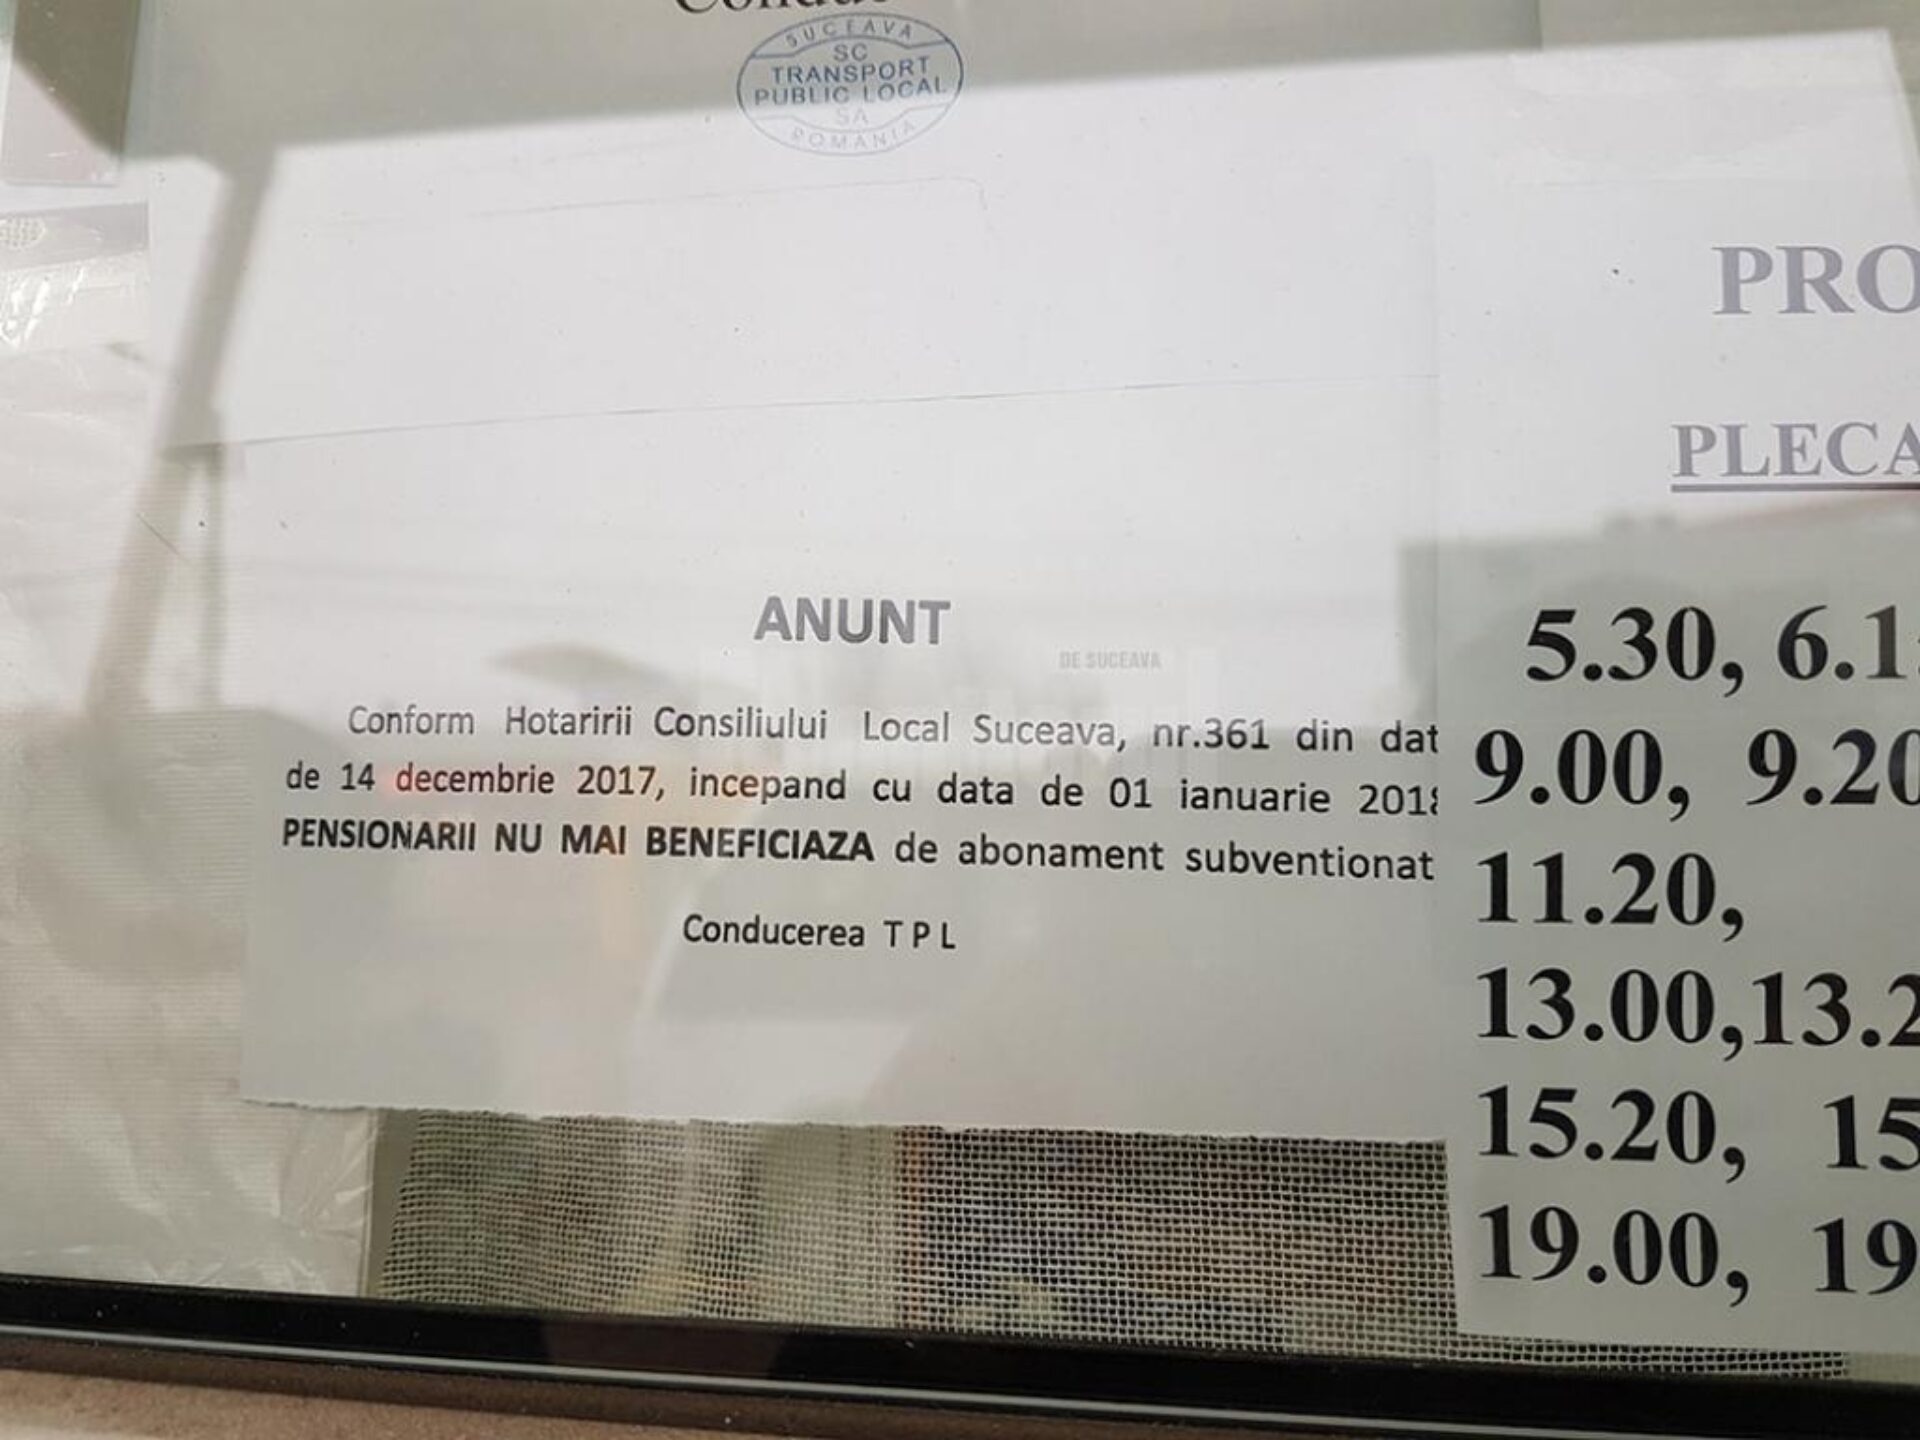 SUCEAVA
SC
TRANSPORT
PUBLIC LOCAL
SA
ROMANIA
ANUNT
DE SUCEAVA
Conform Hotaririi Consiliului Local Suceava, nr.361 din dat
de 14 decembrie 2017, incepand cu data de 01 ianuarie 2018
PENSIONARII NU MAI BENEFICIAZA de abonament subventionat
Conducerea T P L
PRO
PLECA
5.30, 6.1
9.00, 9.20
11.20,
13.00,13.2
15.20, 15
19.00, 19